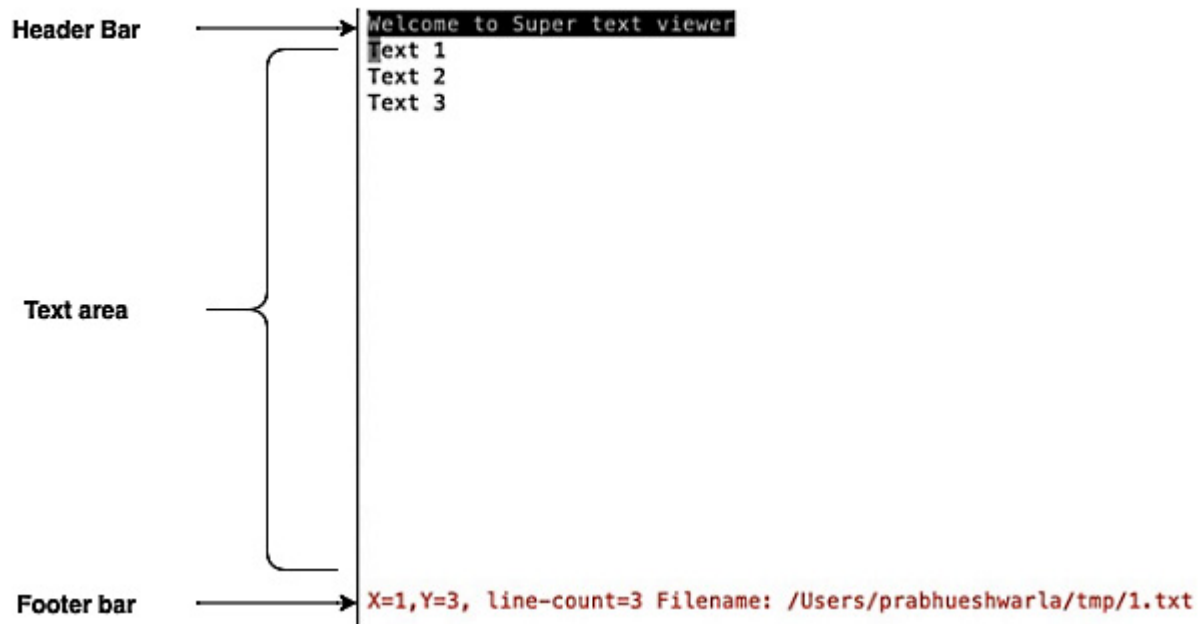 Header Bar
Welcome to Super text viewer
Text 1
Text 2
Text 3
Text area
Footer bar
X=1,Y=3, line-count=3 Filename: /Users/prabhueshwarla/tmp/1.txt